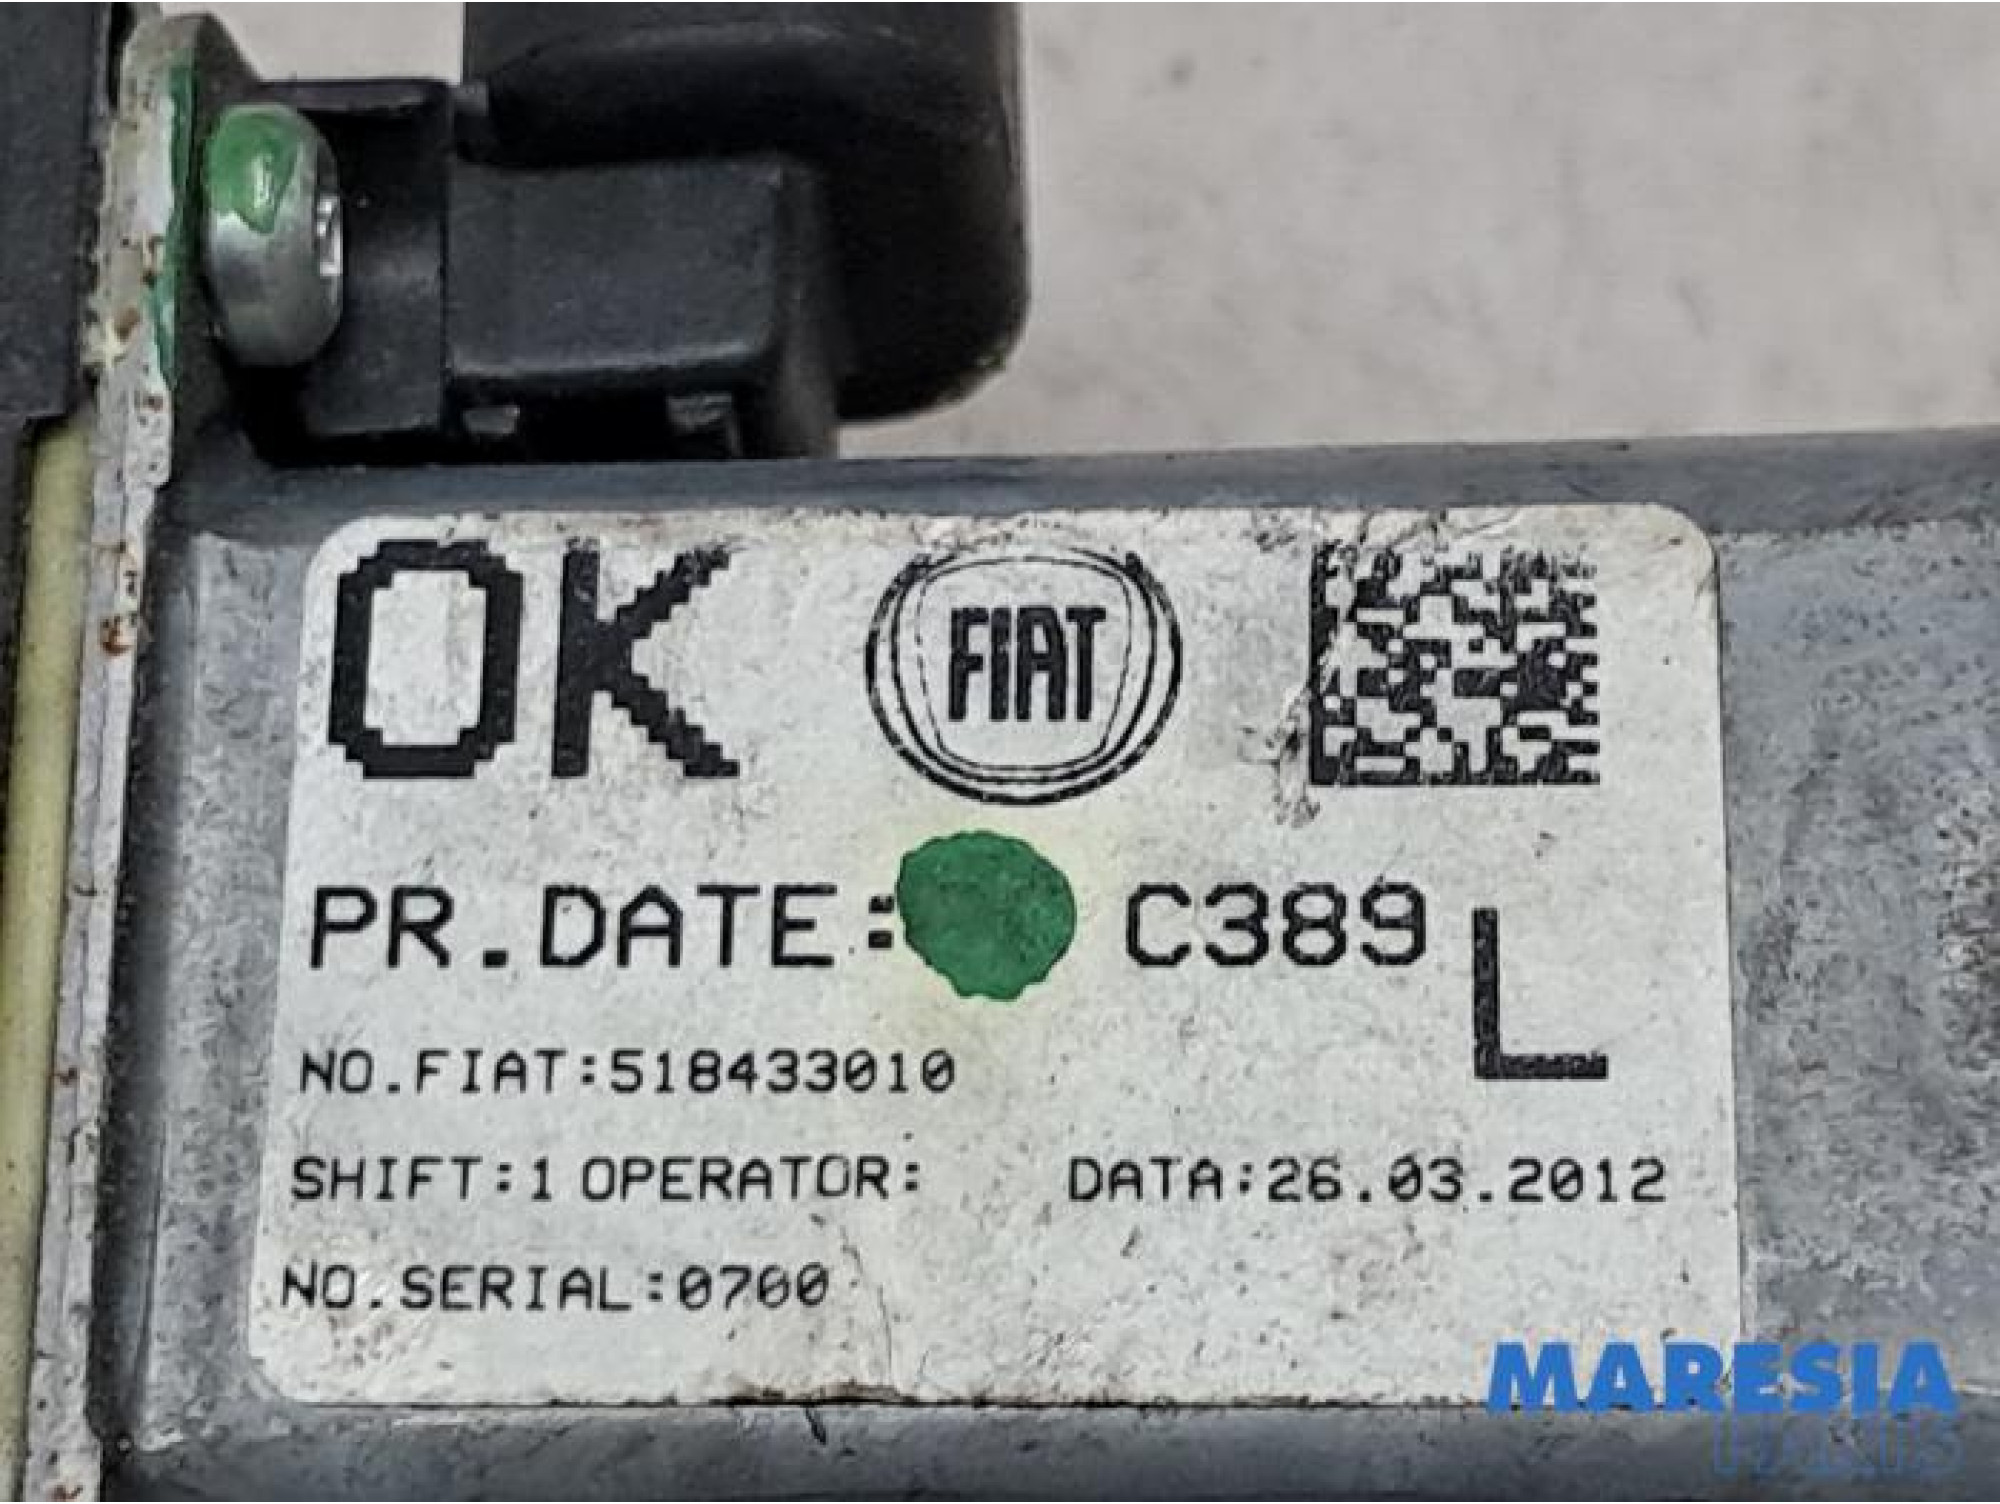 OK FIAT
PR.DATE: C389
L
NO.FIAT:518433010
SHIFT:1 OPERATOR: DATA:26.03.2012
NO.SERIAL:0700
MARESIA
PARTS